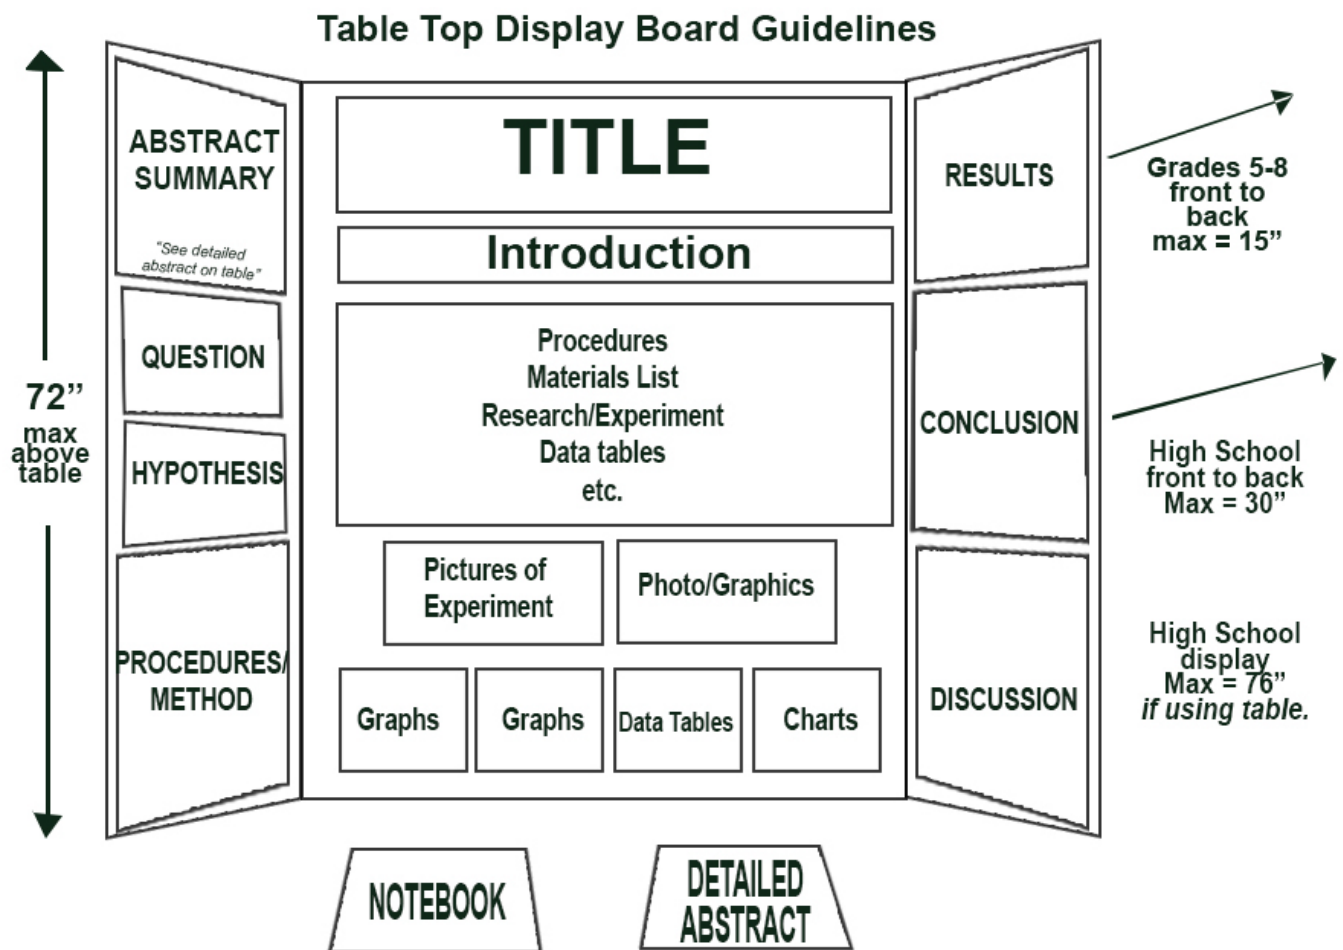 Table Top Display Board Guidelines
72”
max
above
table
ABSTRACT
SUMMARY
"See detailed
abstract on table"
QUESTION
HYPOTHESIS
PROCEDURES/
METHOD
TITLE
Introduction
Procedures
Materials List
Research/Experiment
Data tables
etc.
Pictures of
Experiment
Photo/Graphics
Graphs
Graphs
Data Tables
Charts
RESULTS
CONCLUSION
DISCUSSION
Grades 5-8
front to
back
max = 15”
High School
front to back
Max = 30”
High School
display
Max = 76”
if using table.
NOTEBOOK
DETAILED
ABSTRACT